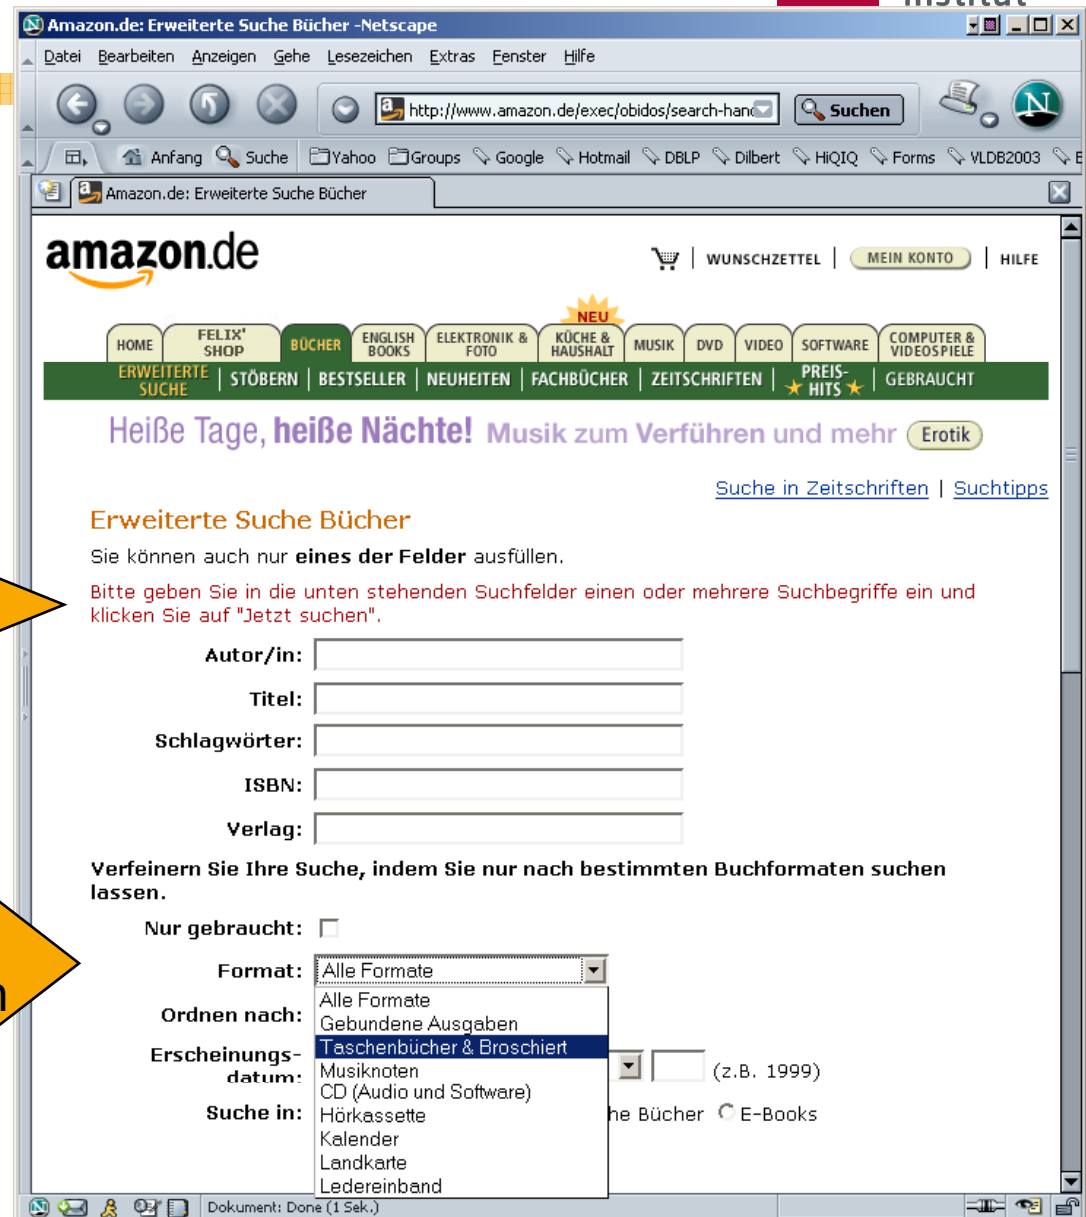 Institut
Amazon.de: Erweiterte Suche Bücher -Netscape
Datei Bearbeiten Anzeigen Gehe Lesezeichen Extras Fenster Hilfe
http://www.amazon.de/exec/obidos/search-hand Suchen
Anfang Suche Yahoo Groups Google Hotmail DBLP Dilbert HiQIQ Forms VLDB2003
Amazon.de: Erweiterte Suche Bücher
amazon.de
WUNSCHZETTEL | MEIN KONTO | HILFE
NEU
HOME FELIX' SHOP BÜCHER ENGLISH BOOKS ELEKTRONIK & FOTO KÜCHE & HAUSHALT MUSIK DVD VIDEO SOFTWARE COMPUTER & VIDEOSPIELE
ERWEITERTE SUCHE | STÖBERN | BESTSELLER | NEUHEITEN | FACHBÜCHER | ZEITSCHRIFTEN | PREIS-HITS | GEBRAUCHT
Heiße Tage, heiße Nächte! Musik zum Verführen und mehr Erotik
Suche in Zeitschriften | Suchtipps
Erweiterte Suche Bücher
Sie können auch nur eines der Felder ausfüllen.
Bitte geben Sie in die unten stehenden Suchfelder einen oder mehrere Suchbegriffe ein und
klicken Sie auf "Jetzt suchen".
Autor/in:
Titel:
Schlagwörter:
ISBN:
Verlag:
Verfeinern Sie Ihre Suche, indem Sie nur nach bestimmten Buchformaten suchen
lassen.
Nur gebraucht:
Format: Alle Formate
Alle Formate
Ordnen nach:
Gebundene Ausgaben
Taschenbücher & Broschiert
Erscheinungs-
datum:
Musiknoten
(z.B. 1999)
CD (Audio und Software)
Suche in:
Hörkassette
Bücher E-Books
Kalender
Landkarte
Ledereinband
Dokument: Done (1 Sek.)